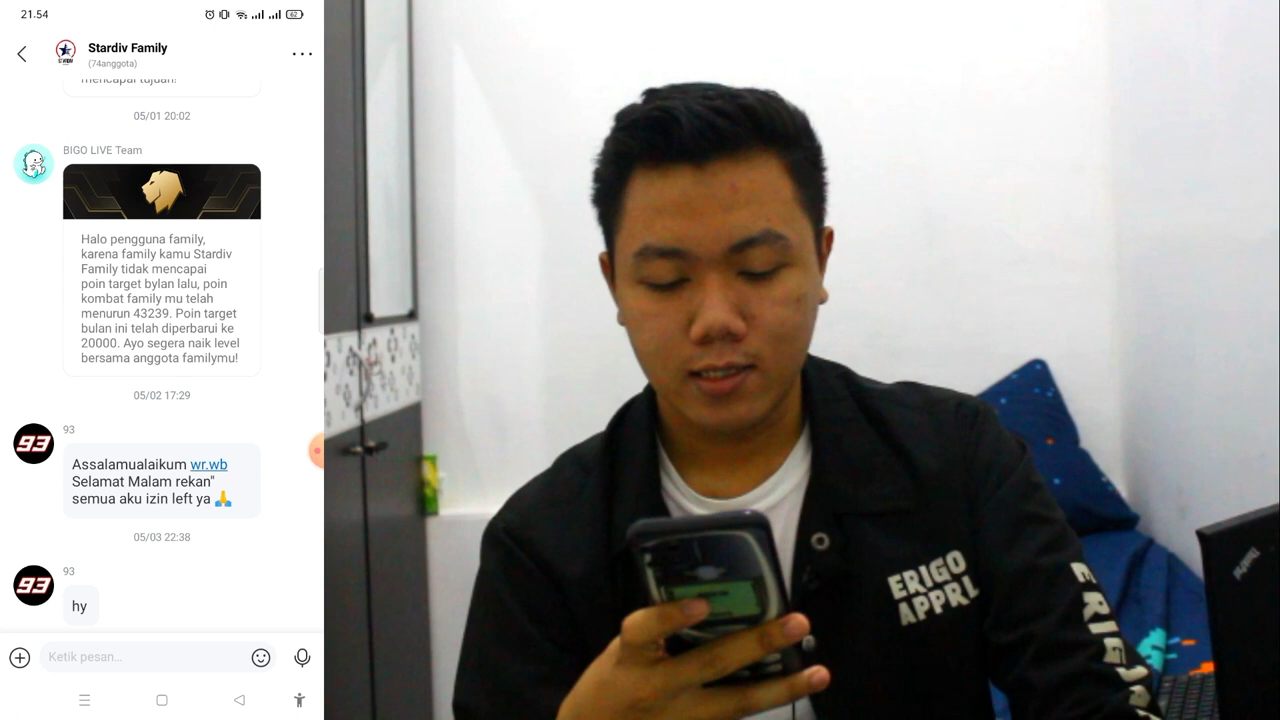 21.54
62
Stardiv Family
(74anggota)
mencapai tujuan!
05/01 20:02
BIGO LIVE Team
Halo pengguna family,
karena family kamu Stardiv
Family tidak mencapai
poin target bylan lalu, poin
kombat family mu telah
menurun 43239. Poin target
bulan ini telah diperbarui ke
20000. Ayo segera naik level
bersama anggota familymu!
05/02 17:29
93
93
Assalamualaikum wr.wb
Selamat Malam rekan"
semua aku izin left ya 🙏
05/03 22:38
93
93
hy
Ketik pesan...
ERIGO
APPRL
ERIGO
ThinkPad